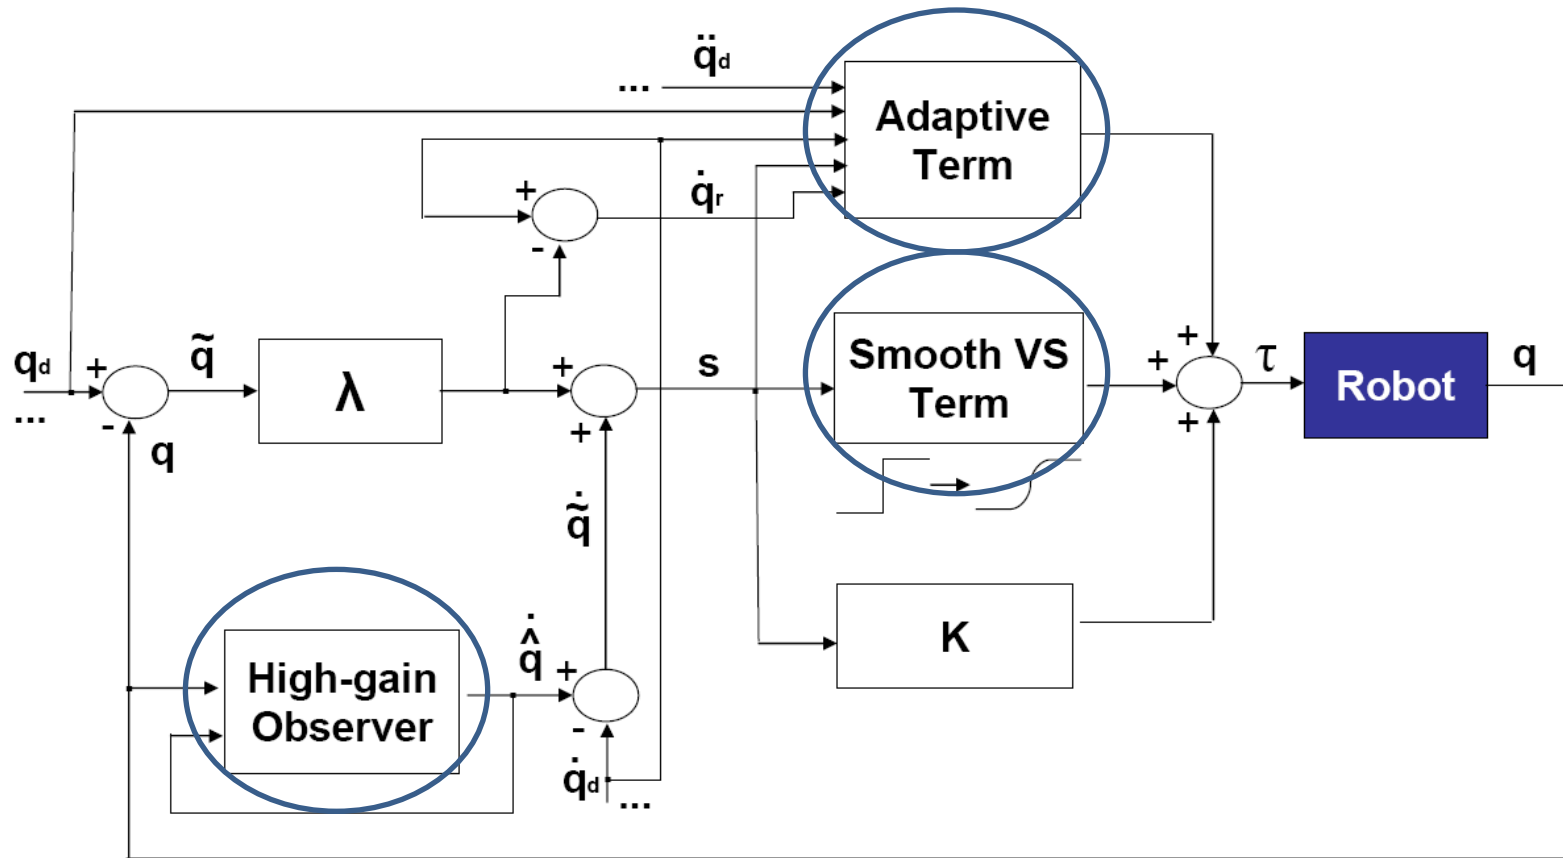 q̈d
...
Adaptive
Term
+
q̇r
-
q̃
qd
+
...
-
q
λ
+
+
s
Smooth VS
Term
+
+
+
τ
Robot
q
q̃̇
High-gain
Observer
q̂̇
+
-
q̇d
...
K